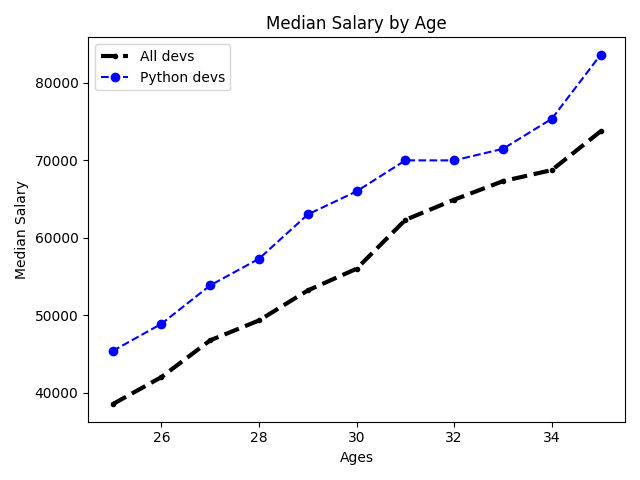 Median Salary by Age
All devs
Python devs
80000
70000
60000
50000
40000
Median Salary
26 28 30 32 34
Ages